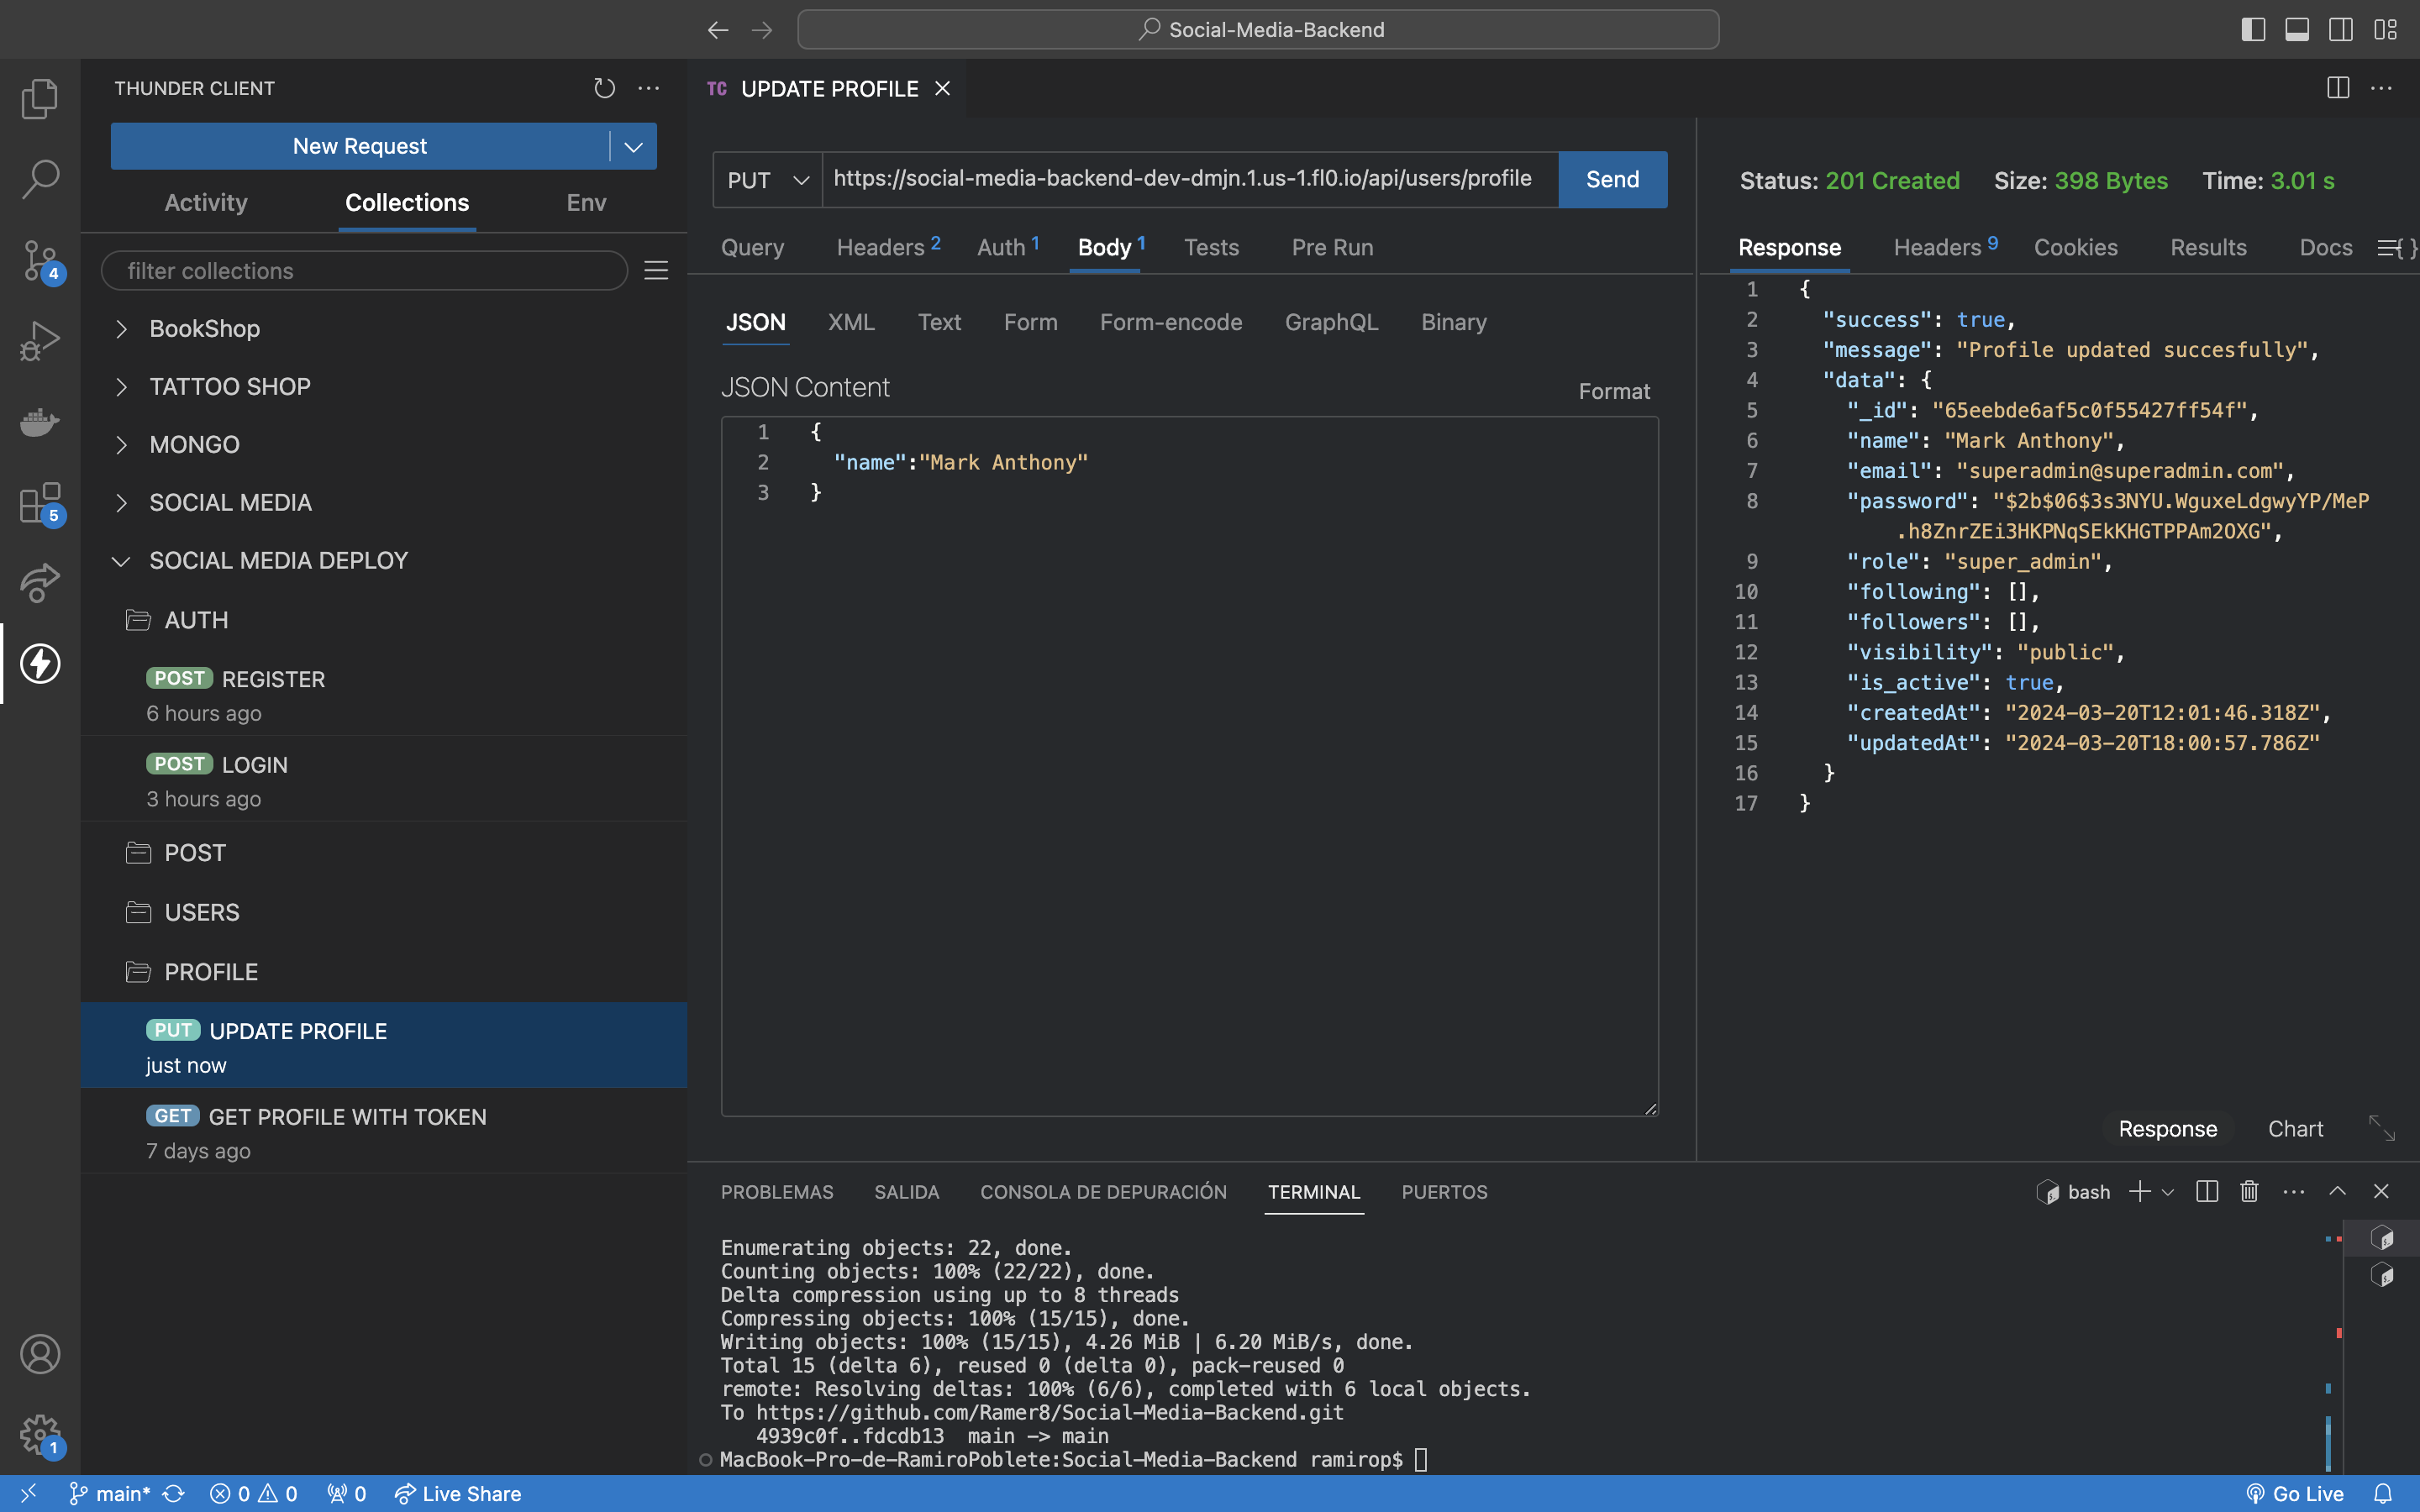 Social-Media-Backend
THUNDER CLIENT
New Request
Activity Collections Env
filter collections
BookShop
TATTOO SHOP
MONGO
SOCIAL MEDIA
SOCIAL MEDIA DEPLOY
AUTH
POST REGISTER
6 hours ago
POST LOGIN
3 hours ago
POST
USERS
PROFILE
PUT UPDATE PROFILE
just now
GET GET PROFILE WITH TOKEN
7 days ago
4
5
1
TC UPDATE PROFILE
PUT https://social-media-backend-dev-dmjn.1.us-1.fl0.io/api/users/profile Send
Query Headers 2 Auth 1 Body 1 Tests Pre Run
JSON XML Text Form Form-encode GraphQL Binary
JSON Content Format
1 {
2 "name":"Mark Anthony"
3 }
Status: 201 Created Size: 398 Bytes Time: 3.01 s
Response Headers 9 Cookies Results Docs {}
1 {
2 "success": true,
3 "message": "Profile updated succesfully",
4 "data": {
5 "_id": "65eebde6af5c0f55427ff54f",
6 "name": "Mark Anthony",
7 "email": "superadmin@superadmin.com",
8 "password": "$2b$06$3s3NYU.WguxeLdgwyYP/MeP
.h8ZnrZEi3HKPNqSEkKHGTPPAm2OXG",
9 "role": "super_admin",
10 "following": [],
11 "followers": [],
12 "visibility": "public",
13 "is_active": true,
14 "createdAt": "2024-03-20T12:01:46.318Z",
15 "updatedAt": "2024-03-20T18:00:57.786Z"
16 }
17 }
Response Chart
PROBLEMAS SALIDA CONSOLA DE DEPURACIÓN TERMINAL PUERTOS
bash
Enumerating objects: 22, done.
Counting objects: 100% (22/22), done.
Delta compression using up to 8 threads
Compressing objects: 100% (15/15), done.
Writing objects: 100% (15/15), 4.26 MiB | 6.20 MiB/s, done.
Total 15 (delta 6), reused 0 (delta 0), pack-reused 0
remote: Resolving deltas: 100% (6/6), completed with 6 local objects.
To https://github.com/Ramer8/Social-Media-Backend.git
4939c0f..fdcdb13 main -> main
MacBook-Pro-de-RamiroPoblete:Social-Media-Backend ramirop$
main* 0 0 0 Live Share Go Live